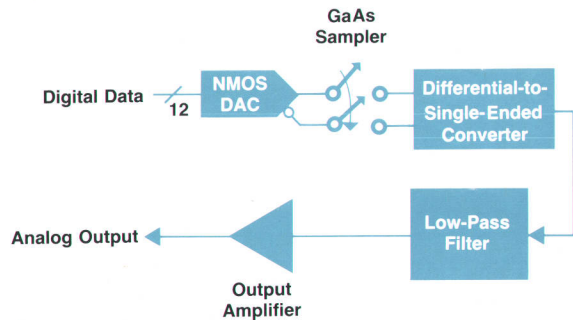 GaAs
Sampler
Digital Data
12
NMOS
DAC
Differential-to-
Single-Ended
Converter
Analog Output
Output
Amplifier
Low-Pass
Filter